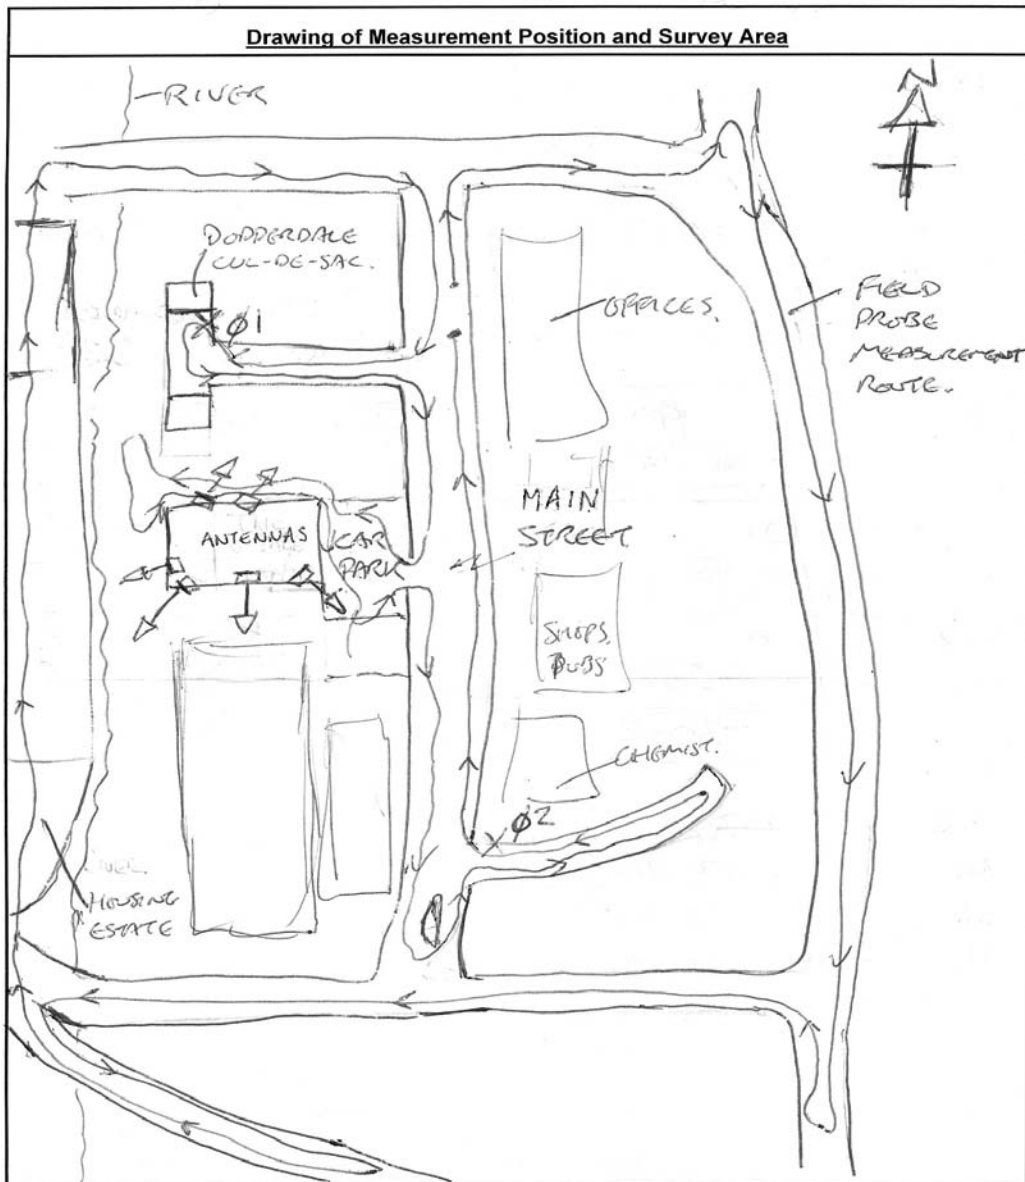 Drawing of Measurement Position and Survey Area
RIVER
N
DODDERDALE
CUL-DE-SAC.
Ø1
OFFICES.
FIELD
PROBE
MEASUREMENT
ROUTE.
MAIN
STREET
ANTENNAS
CAR
PARK
SHOPS
PUBS
CHEMIST.
Ø2
HOUSING
ESTATE